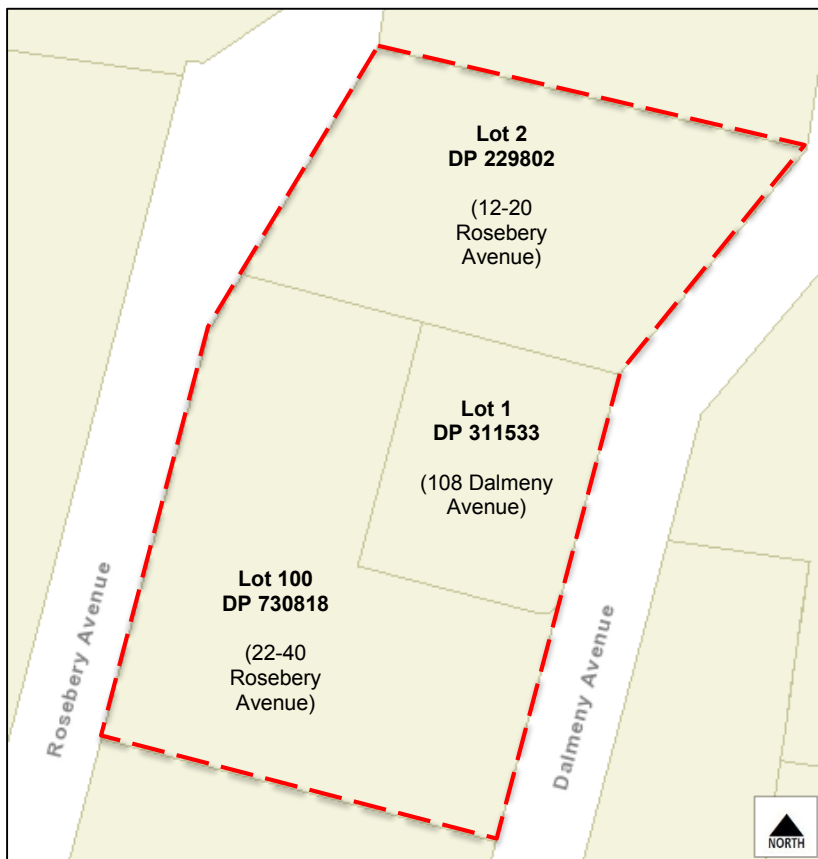 Lot 2
DP 229802
(12-20
Rosebery
Avenue)
Lot 1
DP 311533
(108 Dalmeny
Avenue)
Lot 100
DP 730818
(22-40
Rosebery
Avenue)
Rosebery Avenue
Dalmeny Avenue
NORTH